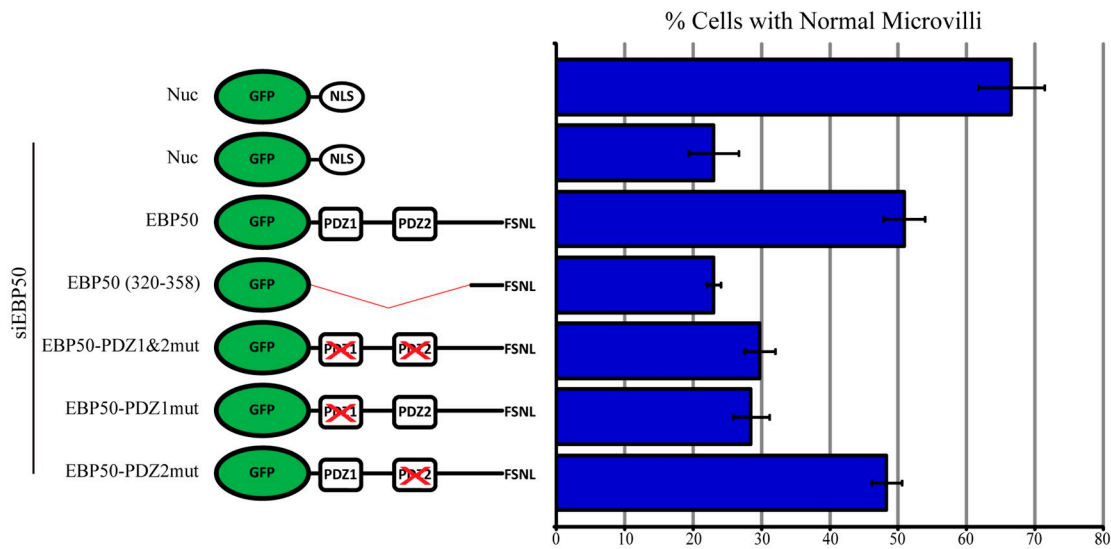 % Cells with Normal Microvilli
Nuc GFP NLS
Nuc GFP NLS
EBP50 GFP PDZ1 PDZ2 FSNL
EBP50 (320-358) GFP FSNL
EBP50-PDZ1&2mut GFP PDZ1 PDZ2 FSNL
EBP50-PDZ1mut GFP PDZ1 PDZ2 FSNL
EBP50-PDZ2mut GFP PDZ1 PDZ2 FSNL
siEBP50
0 10 20 30 40 50 60 70 80